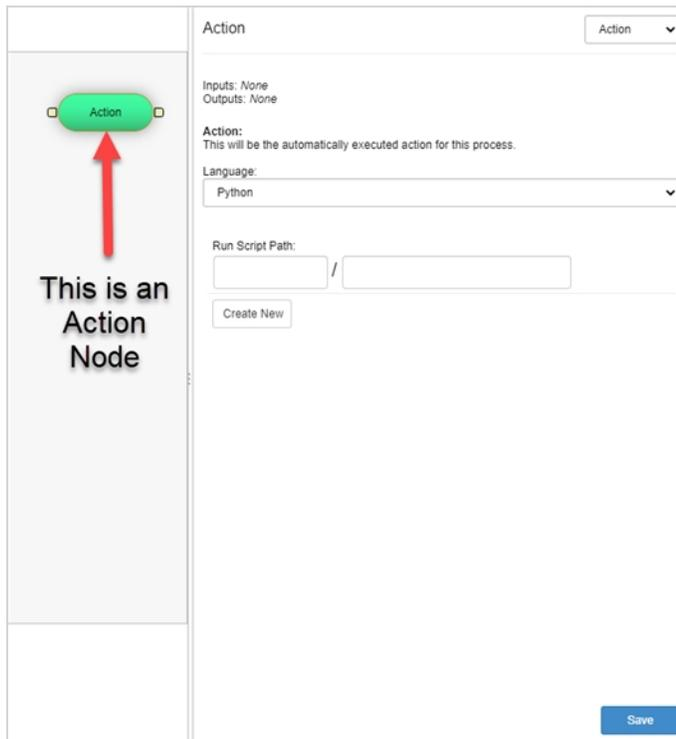 Action
This is an
Action
Node
Action
Action
Inputs: None
Outputs: None
Action:
This will be the automatically executed action for this process.
Language:
Python
Run Script Path:
/
Create New
Save